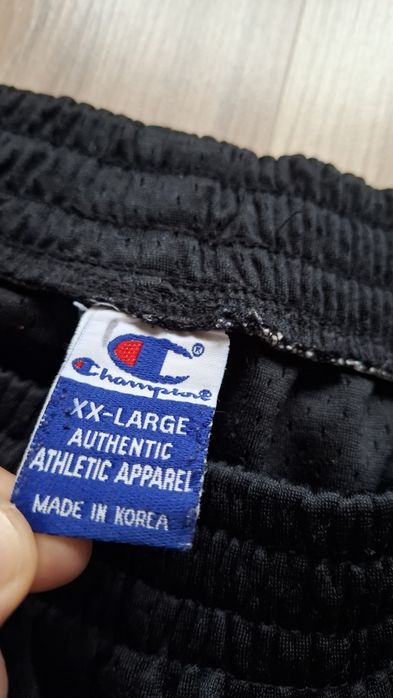 ®
Champion
XX-LARGE
AUTHENTIC
ATHLETIC APPAREL
MADE IN KOREA